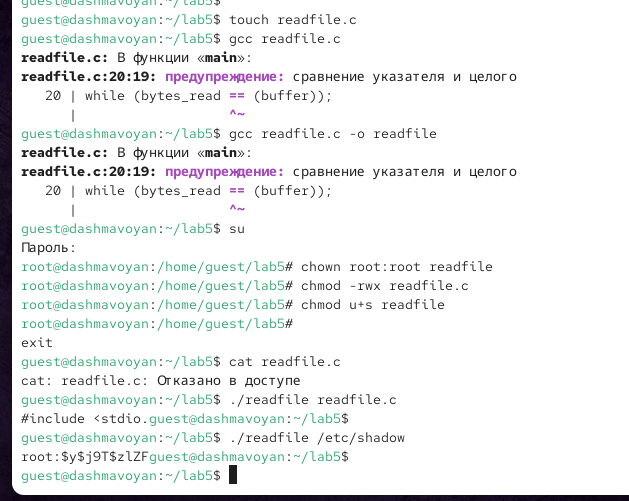 guest@dashmavoyan:~/lab5$
guest@dashmavoyan:~/lab5$ touch readfile.c
guest@dashmavoyan:~/lab5$ gcc readfile.c
readfile.c: В функции «main»:
readfile.c:20:19: предупреждение: сравнение указателя и целого
   20 | while (bytes_read == (buffer));
      |                   ^~
guest@dashmavoyan:~/lab5$ gcc readfile.c -o readfile
readfile.c: В функции «main»:
readfile.c:20:19: предупреждение: сравнение указателя и целого
   20 | while (bytes_read == (buffer));
      |                   ^~
guest@dashmavoyan:~/lab5$ su
Пароль:
root@dashmavoyan:/home/guest/lab5# chown root:root readfile
root@dashmavoyan:/home/guest/lab5# chmod -rwx readfile.c
root@dashmavoyan:/home/guest/lab5# chmod u+s readfile
root@dashmavoyan:/home/guest/lab5#
exit
guest@dashmavoyan:~/lab5$ cat readfile.c
cat: readfile.c: Отказано в доступе
guest@dashmavoyan:~/lab5$ ./readfile readfile.c
#include <stdio.guest@dashmavoyan:~/lab5$
guest@dashmavoyan:~/lab5$ ./readfile /etc/shadow
root:$y$j9T$zlZFguest@dashmavoyan:~/lab5$
guest@dashmavoyan:~/lab5$